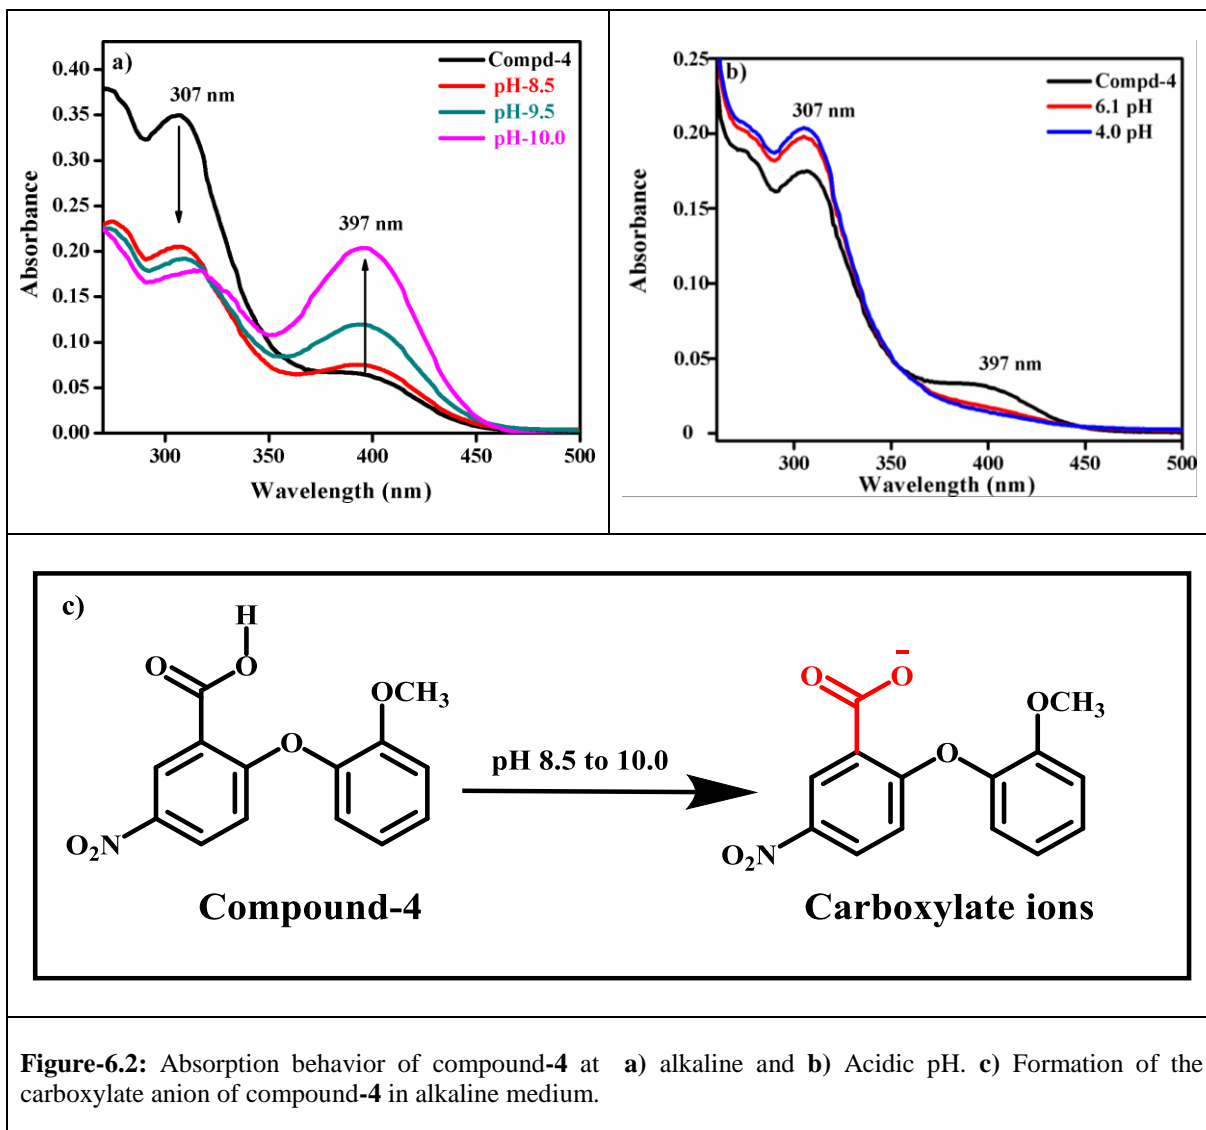 a)
Compd-4
pH-8.5
pH-9.5
pH-10.0
307 nm
397 nm
0.40
0.35
0.30
0.25
0.20
0.15
0.10
0.05
0.00
Absorbance
300 350 400 450 500
Wavelength (nm)
b)
Compd-4
6.1 pH
4.0 pH
307 nm
397 nm
0.25
0.20
0.15
0.10
0.05
0
Absorbance
300 350 400 450 500
Wavelength (nm)
c)
H
O O
OCH3
O
O2N
Compound-4
pH 8.5 to 10.0
O O −
OCH3
O
O2N
Carboxylate ions
Figure-6.2: Absorption behavior of compound-4 at a) alkaline and b) Acidic pH. c) Formation of the
carboxylate anion of compound-4 in alkaline medium.